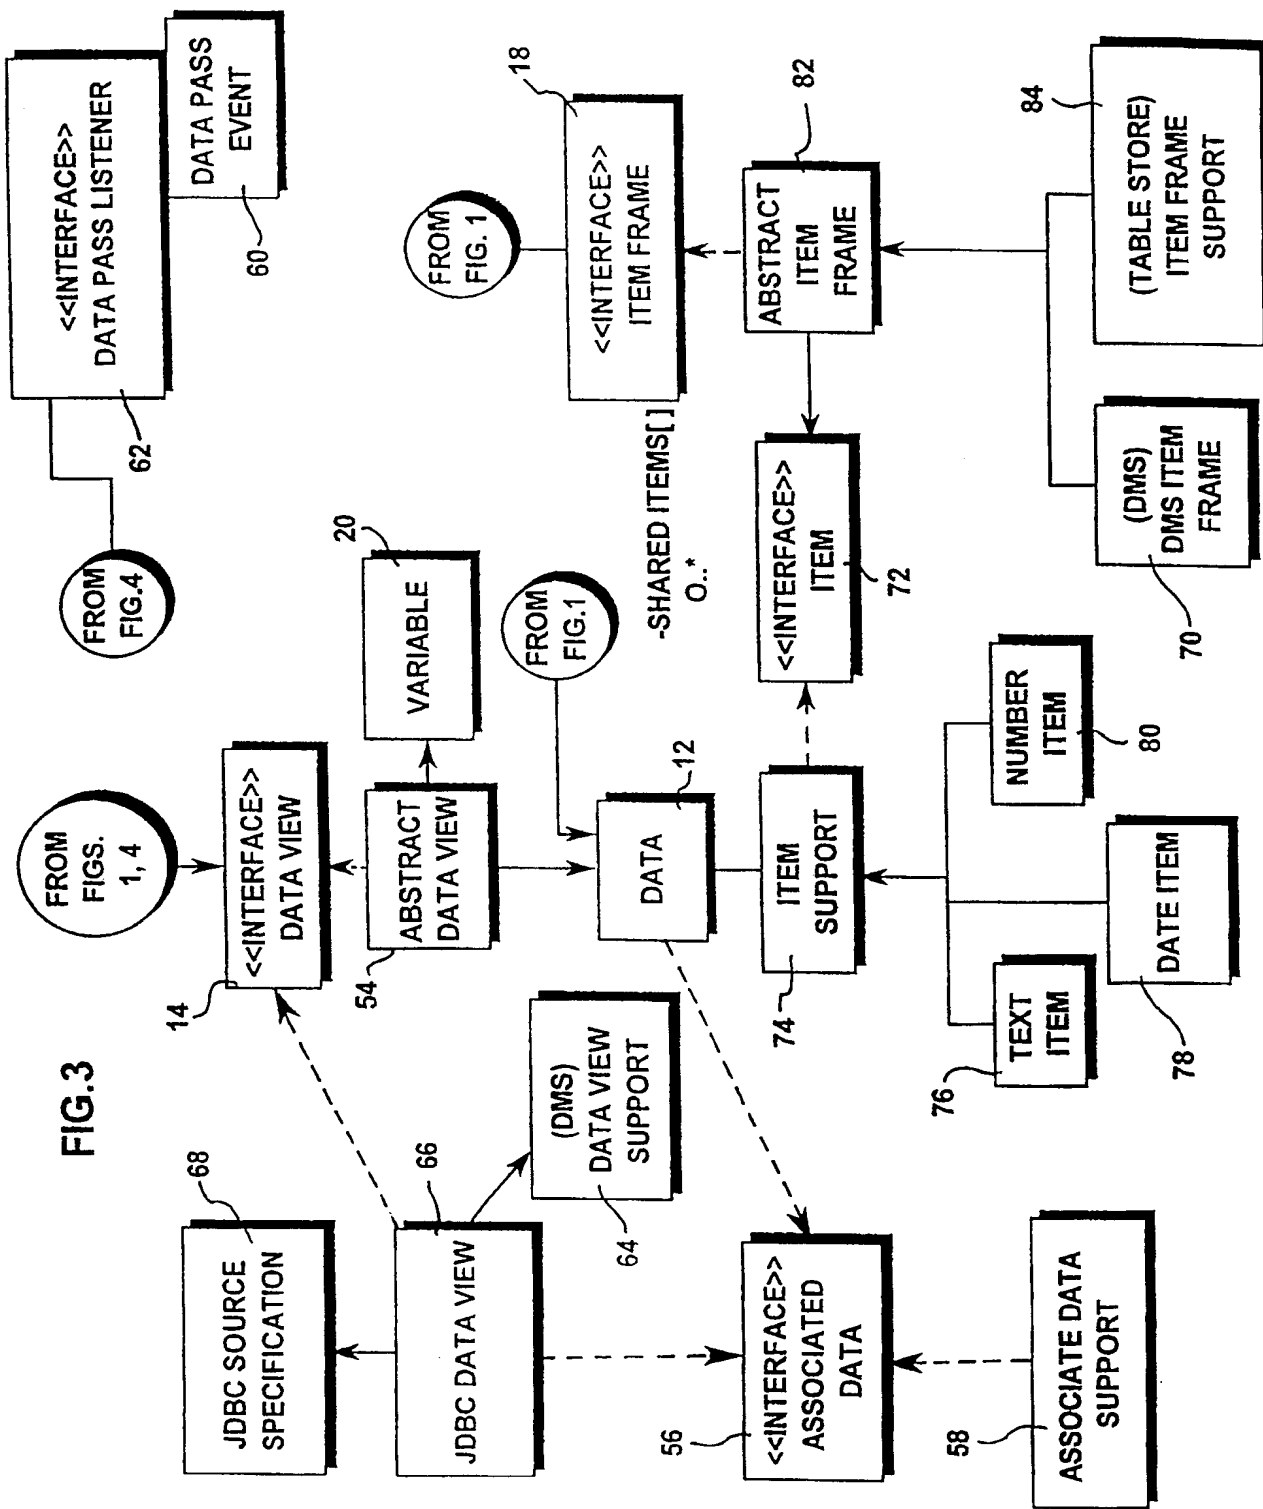 FIG.3
68
JDBC SOURCE
SPECIFICATION
66
JDBC DATA VIEW
64
(DMS)
DATA VIEW
SUPPORT
56
<<INTERFACE>>
ASSOCIATED
DATA
58
ASSOCIATE DATA
SUPPORT
FROM
FIGS.
1, 4
14
<<INTERFACE>>
DATA VIEW
54
ABSTRACT
DATA VIEW
20
VARIABLE
FROM
FIG.1
12
DATA
74
ITEM
SUPPORT
76
TEXT
ITEM
78
DATE ITEM
80
NUMBER
ITEM
FROM
FIG.4
62
<<INTERFACE>>
DATA PASS LISTENER
60
DATA PASS
EVENT
FROM
FIG. 1
18
<<INTERFACE>>
ITEM FRAME
-SHARED ITEMS[ ]
O..*
<<INTERFACE>>
ITEM
72
82
ABSTRACT
ITEM
FRAME
70
(DMS)
DMS ITEM
FRAME
84
(TABLE STORE)
ITEM FRAME
SUPPORT